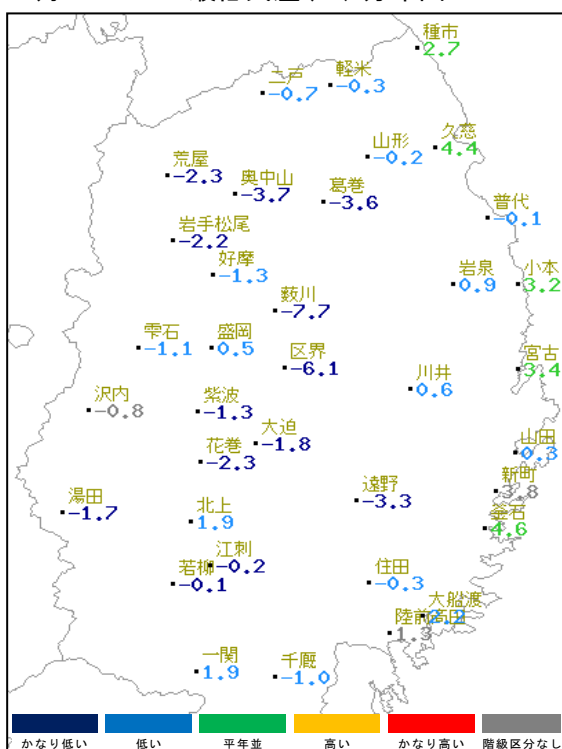 種市
2.7
二戸
-0.7
軽米
-0.3
山形
-0.2
久慈
4.4
荒屋
-2.3
奥中山
-3.7
葛巻
-3.6
普代
-0.1
岩手松尾
-2.2
好摩
-1.3
岩泉
0.9
小本
3.2
薮川
-7.7
雫石
-1.1
盛岡
0.5
区界
-6.1
川井
0.6
宮古
3.4
沢内
-0.8
紫波
-1.3
大迫
-1.8
花巻
-2.3
山田
0.3
新町
3.8
湯田
-1.7
北上
1.9
遠野
-3.3
釜石
4.6
江刺
-0.2
若柳
-0.1
住田
-0.3
大船渡
2.2
陸前高田
1.3
一関
1.9
千厩
-1.0
かなり低い
低い
平年並
高い
かなり高い
階級区分なし